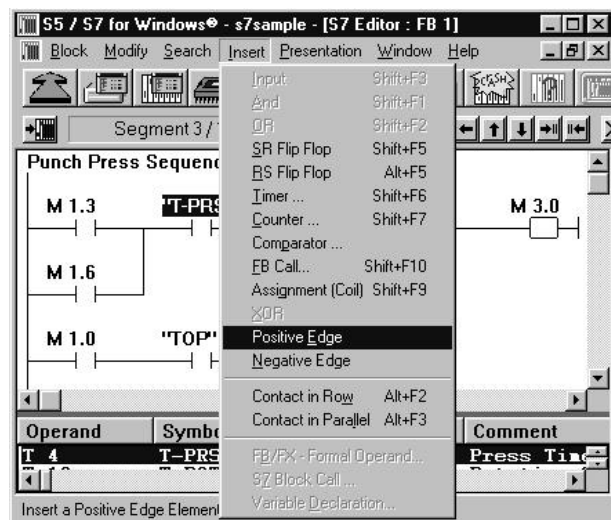 S5 / S7 for Windows® - s7sample - [S7 Editor : FB 1]
Block Modify Search Insert Presentation Window Help
Segment 3 /
Punch Press Sequenc
M 1.3
"T-PRS
M 3.0
M 1.6
M 1.0
"TOP"
Input Shift+F3
And Shift+F1
OR Shift+F2
SR Flip Flop Shift+F5
RS Flip Flop Alt+F5
Timer ... Shift+F6
Counter ... Shift+F7
Comparator ...
FB Call... Shift+F10
Assignment (Coil) Shift+F9
XOR
Positive Edge
Negative Edge
Contact in Row Alt+F2
Contact in Parallel Alt+F3
FB/FX - Formal Operand...
S7 Block Call ...
Variable Declaration...
Operand Symbo Comment
T 4 T-PRS Press Time
Insert a Positive Edge Element